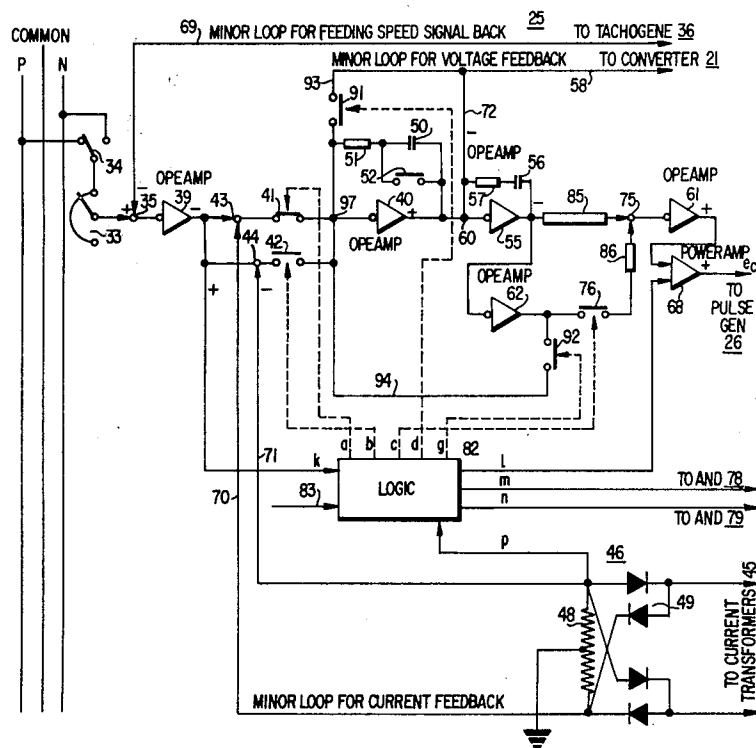 COMMON
P N
69 MINOR LOOP FOR FEEDING SPEED SIGNAL BACK 25 TO TACHOGENE 36
MINOR LOOP FOR VOLTAGE FEEDBACK TO CONVERTER 21
93 58
91
72
50
34
51
52
OPEAMP
56
57
OPEAMP
61
35 39 43 41 97 40 60 55 85 75
+ - + - + - - +
OPEAMP
OPEAMP
44 42
33
OPEAMP
62
76
86
POWERAMP
+
68
e_c
TO PULSE GEN 26
92
94
+ -
a b c d g 82
71
k
70
83
LOGIC
l
m TO AND 78
n TO AND 79
p
46
48
49
TO CURRENT TRANSFORMERS 45
MINOR LOOP FOR CURRENT FEEDBACK